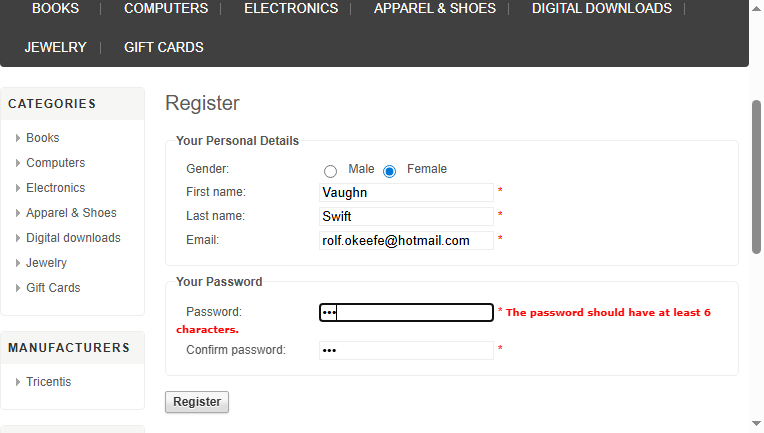 BOOKS | COMPUTERS | ELECTRONICS | APPAREL & SHOES | DIGITAL DOWNLOADS |
JEWELRY | GIFT CARDS
CATEGORIES
Books
Computers
Electronics
Apparel & Shoes
Digital downloads
Jewelry
Gift Cards
MANUFACTURERS
Tricentis
Register
Your Personal Details
Gender: Male Female
First name: Vaughn *
Last name: Swift *
Email: rolf.okeefe@hotmail.com *
Your Password
Password: ••• * The password should have at least 6
characters.
Confirm password: ••• *
Register